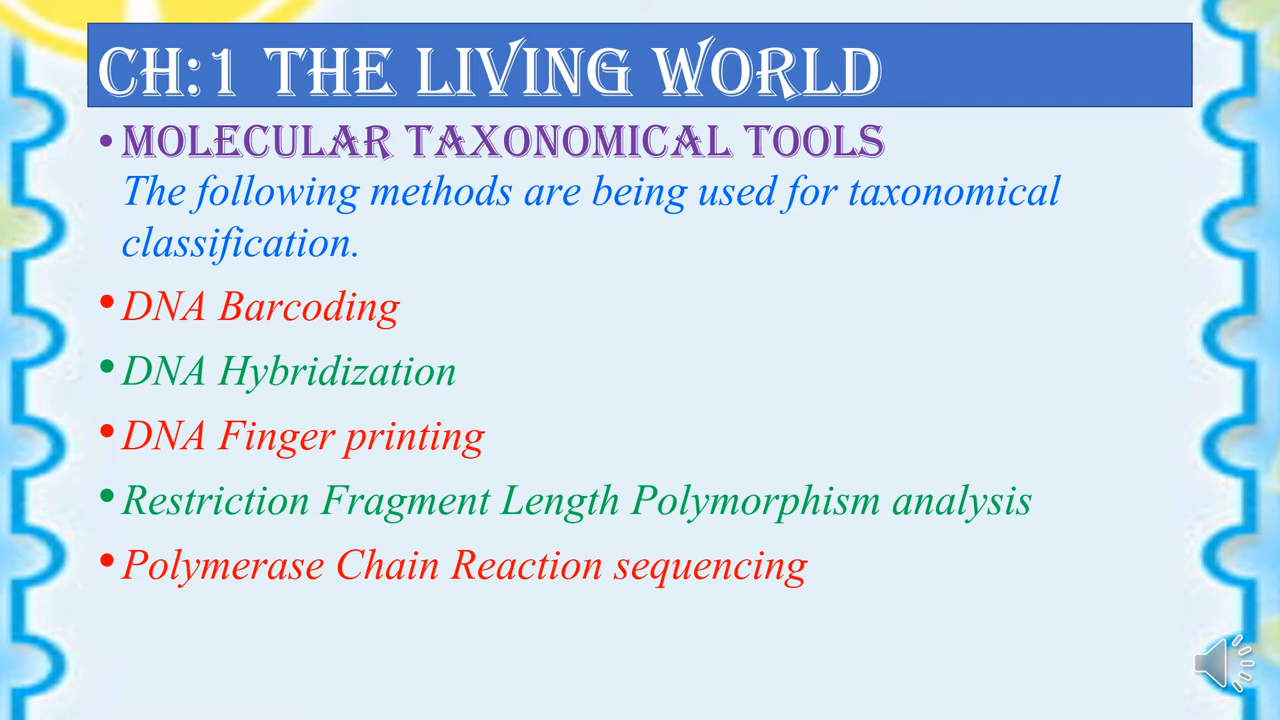 CH:1 THE LIVING WORLD
• MOLECULAR TAXONOMICAL TOOLS
The following methods are being used for taxonomical
classification.
• DNA Barcoding
• DNA Hybridization
• DNA Finger printing
• Restriction Fragment Length Polymorphism analysis
• Polymerase Chain Reaction sequencing